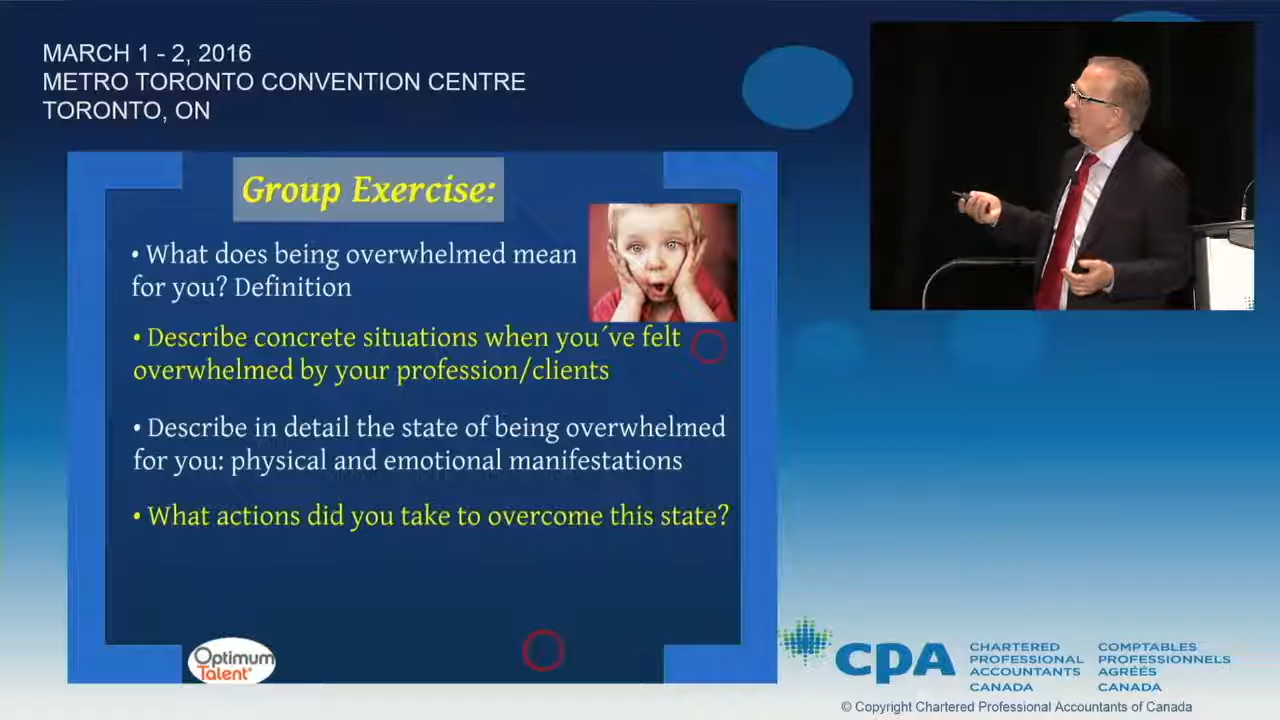 MARCH 1 - 2, 2016
METRO TORONTO CONVENTION CENTRE
TORONTO, ON
Group Exercise:
• What does being overwhelmed mean
for you? Definition
• Describe concrete situations when you´ve felt
overwhelmed by your profession/clients
• Describe in detail the state of being overwhelmed
for you: physical and emotional manifestations
• What actions did you take to overcome this state?
Optimum
Talent
CPA
CHARTERED
PROFESSIONAL
ACCOUNTANTS
CANADA
COMPTABLES
PROFESSIONNELS
AGRÉÉS
CANADA
© Copyright Chartered Professional Accountants of Canada